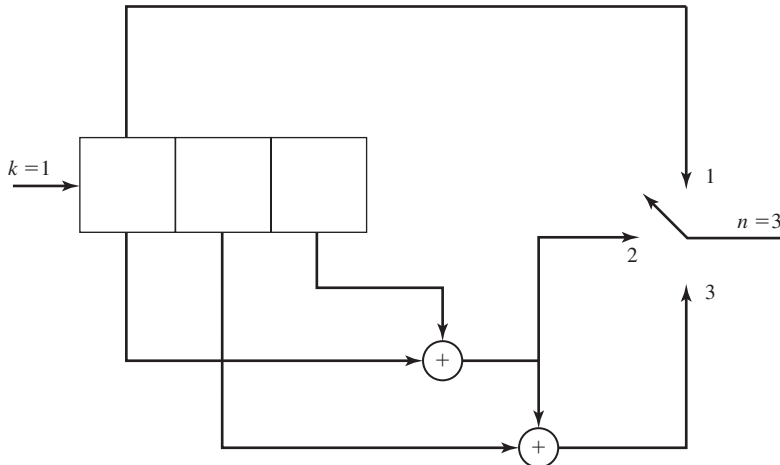 k = 1
1
n = 3
2
3
+
+